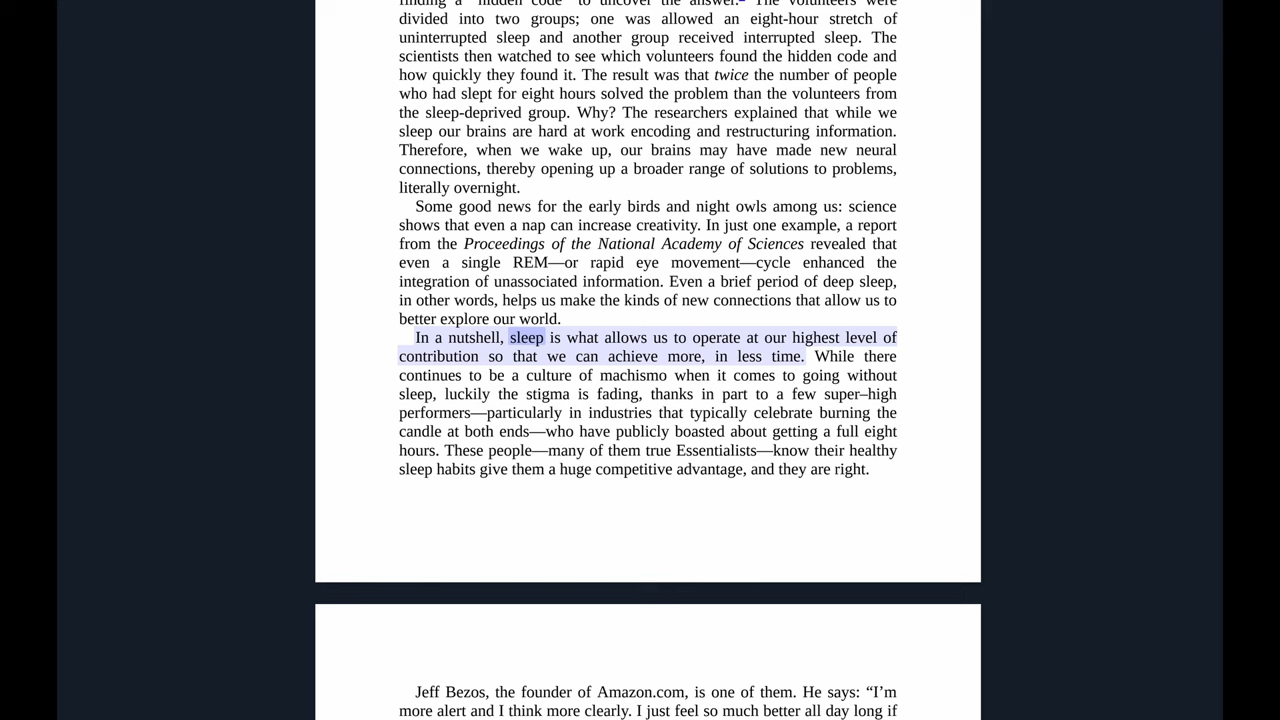 finding a “hidden code” to uncover the answer. The volunteers were
divided into two groups; one was allowed an eight-hour stretch of
uninterrupted sleep and another group received interrupted sleep. The
scientists then watched to see which volunteers found the hidden code and
how quickly they found it. The result was that twice the number of people
who had slept for eight hours solved the problem than the volunteers from
the sleep-deprived group. Why? The researchers explained that while we
sleep our brains are hard at work encoding and restructuring information.
Therefore, when we wake up, our brains may have made new neural
connections, thereby opening up a broader range of solutions to problems,
literally overnight.
Some good news for the early birds and night owls among us: science
shows that even a nap can increase creativity. In just one example, a report
from the Proceedings of the National Academy of Sciences revealed that
even a single REM—or rapid eye movement—cycle enhanced the
integration of unassociated information. Even a brief period of deep sleep,
in other words, helps us make the kinds of new connections that allow us to
better explore our world.
In a nutshell, sleep is what allows us to operate at our highest level of
contribution so that we can achieve more, in less time. While there
continues to be a culture of machismo when it comes to going without
sleep, luckily the stigma is fading, thanks in part to a few super–high
performers—particularly in industries that typically celebrate burning the
candle at both ends—who have publicly boasted about getting a full eight
hours. These people—many of them true Essentialists—know their healthy
sleep habits give them a huge competitive advantage, and they are right.
Jeff Bezos, the founder of Amazon.com, is one of them. He says: “I’m
more alert and I think more clearly. I just feel so much better all day long if